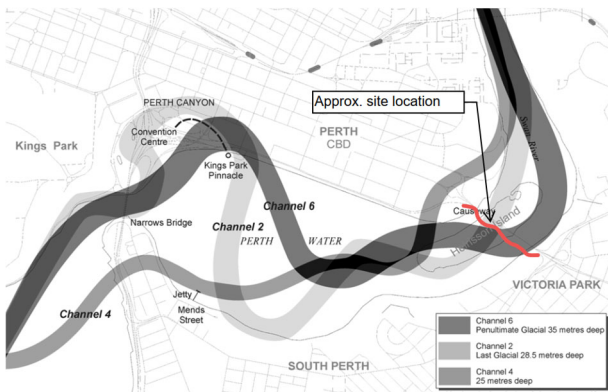 Approx. site location
PERTH CANYON
Convention
Centre
Kings Park
PERTH
CBD
Kings Park
Pinnacle
Swan River
Channel 6
Causeway
Heirisson Island
Narrows Bridge
Channel 2
PERTH WATER
VICTORIA PARK
Channel 4
Jetty
Mends
Street
SOUTH PERTH
Channel 6
Penultimate Glacial 35 metres deep
Channel 2
Last Glacial 28.5 metres deep
Channel 4
25 metres deep